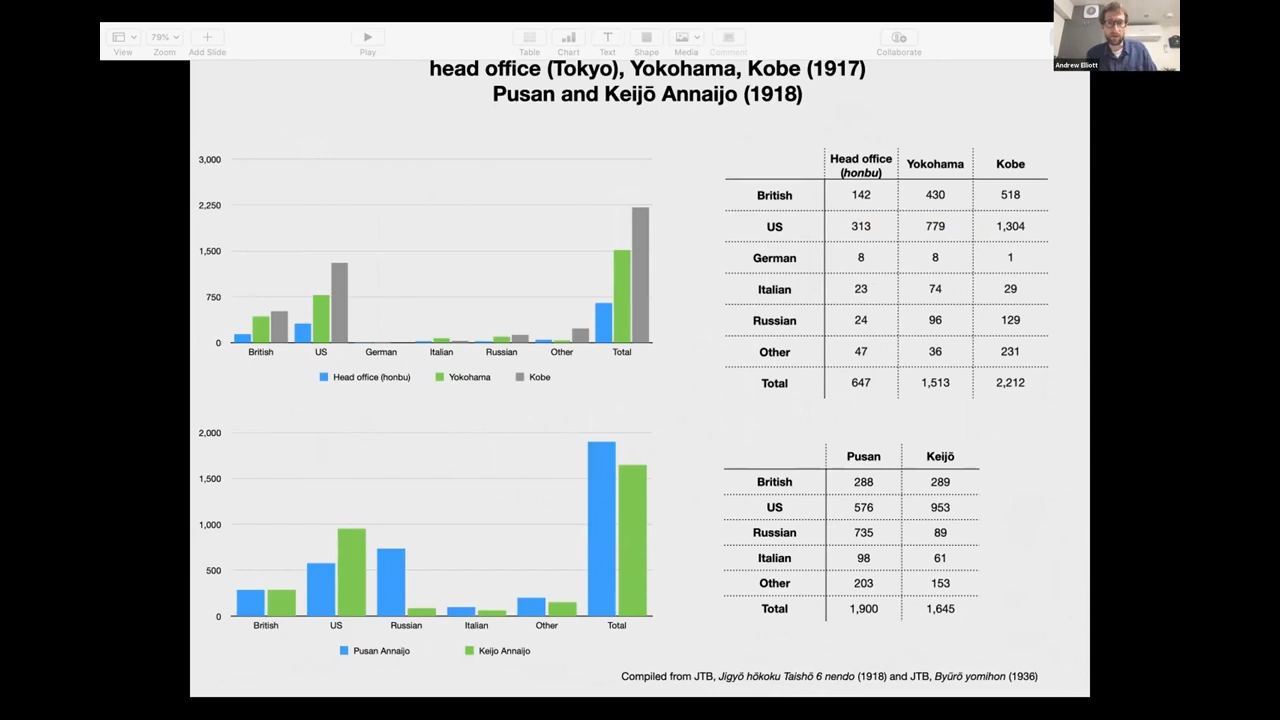 79%
View
Zoom
Add Slide
Play
Table
Chart
Text
Shape
Media
Comment
Collaborate
Andrew Elliott
head office (Tokyo), Yokohama, Kobe (1917)
Pusan and Keijō Annaijo (1918)
3,000
2,250
1,500
750
0
British US German Italian Russian Other Total
Head office (honbu) Yokohama Kobe
Head office (honbu) Yokohama Kobe
British 142 430 518
US 313 779 1,304
German 8 8 1
Italian 23 74 29
Russian 24 96 129
Other 47 36 231
Total 647 1,513 2,212
2,000
1,500
1,000
500
0
British US Russian Italian Other Total
Pusan Annaijo Keijo Annaijo
Pusan Keijō
British 288 289
US 576 953
Russian 735 89
Italian 98 61
Other 203 153
Total 1,900 1,645
Compiled from JTB, Jigyō hōkoku Taishō 6 nendo (1918) and JTB, Byūrō yomihon (1936)